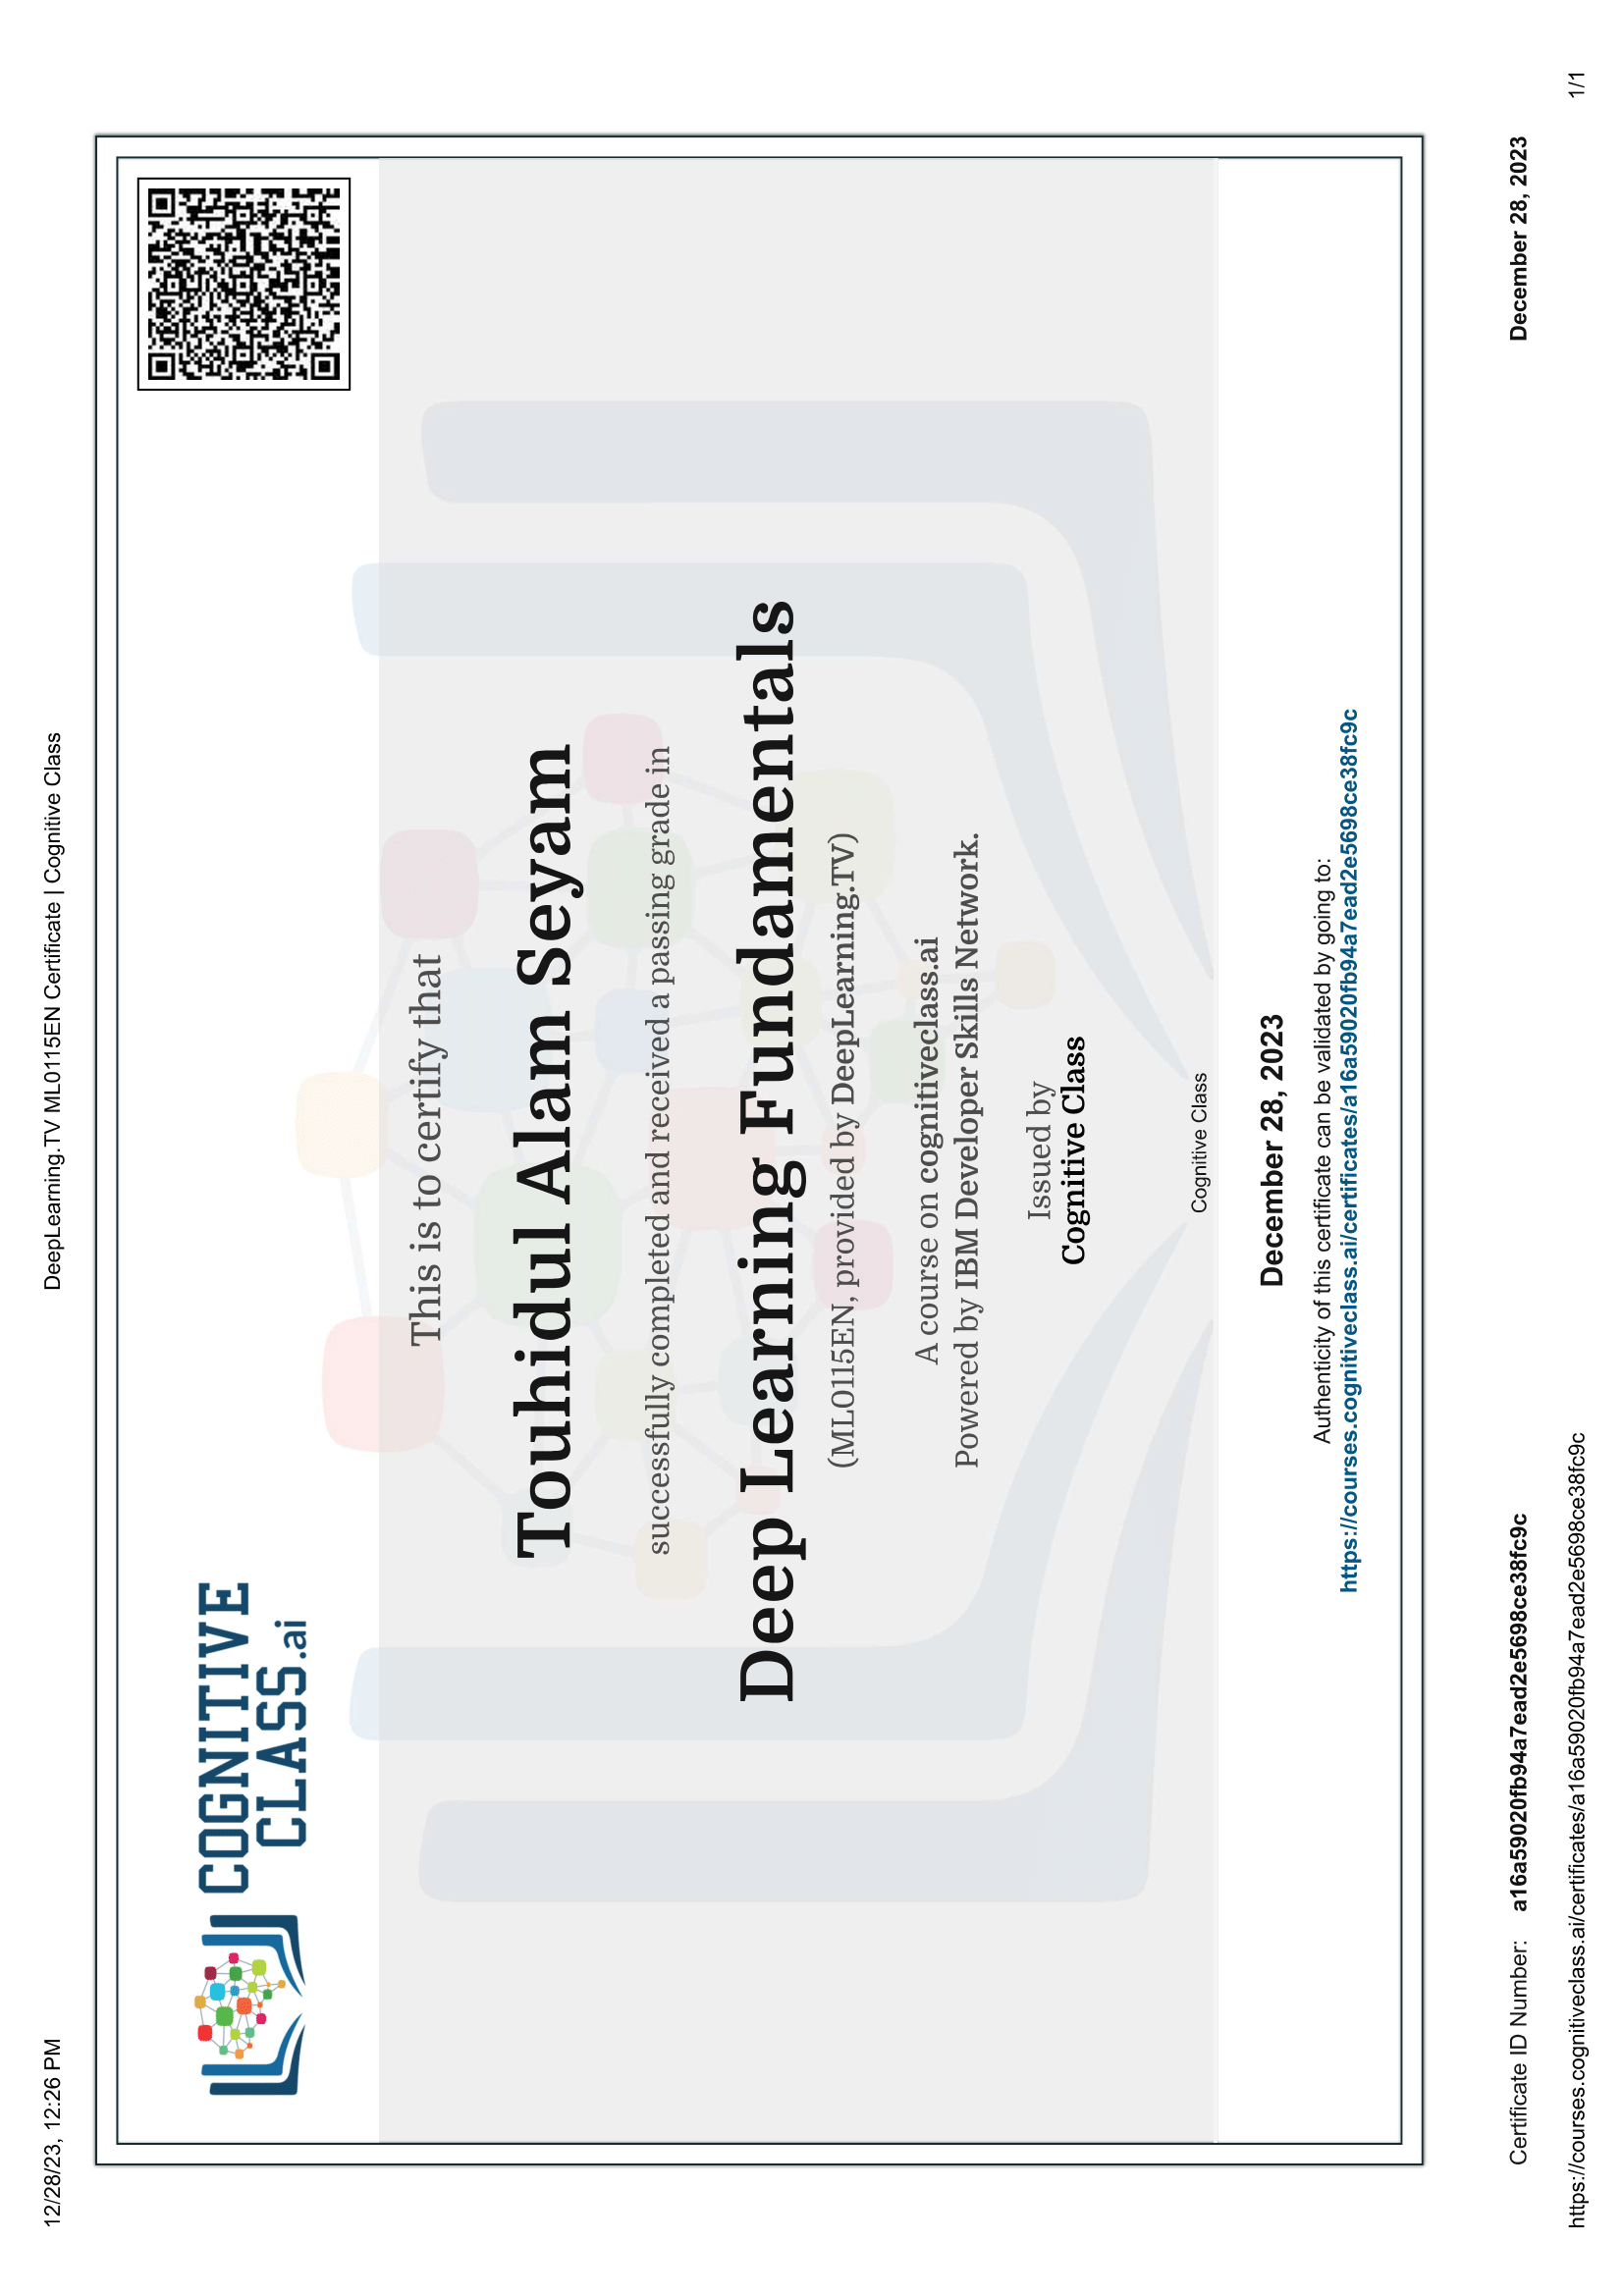 12/28/23, 12:26 PM
DeepLearning.TV ML0115EN Certificate | Cognitive Class
COGNITIVE
CLASS.ai
This is to certify that
Touhidul Alam Seyam
successfully completed and received a passing grade in
Deep Learning Fundamentals
(ML0115EN, provided by DeepLearning.TV)
A course on cognitiveclass.ai
Powered by IBM Developer Skills Network.
Issued by
Cognitive Class
Cognitive Class
December 28, 2023
Authenticity of this certificate can be validated by going to:
https://courses.cognitiveclass.ai/certificates/a16a59020fb94a7ead2e5698ce38fc9c
Certificate ID Number: a16a59020fb94a7ead2e5698ce38fc9c
December 28, 2023
https://courses.cognitiveclass.ai/certificates/a16a59020fb94a7ead2e5698ce38fc9c
1/1